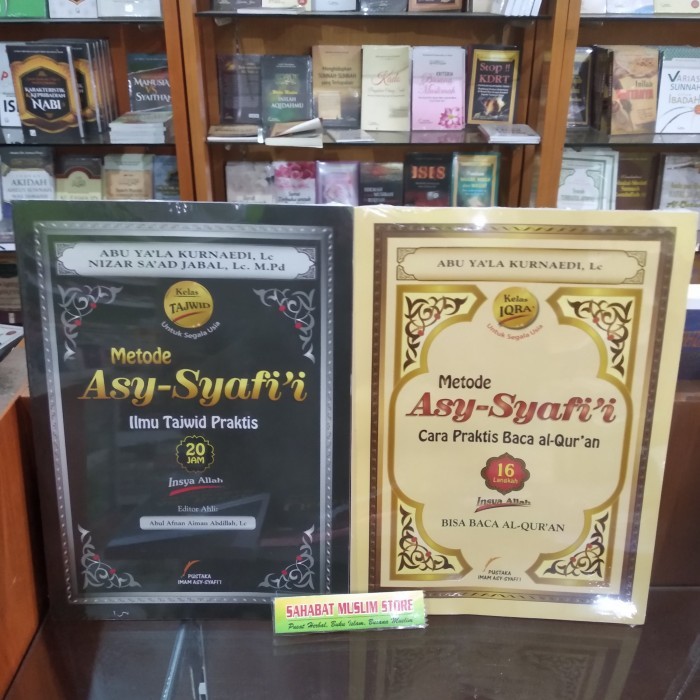 KARAKTERISTIK
& KEPRIBADIAN
NABI
MANUSIA
SYAITHAN
AQIDAHMU
Stop !!
KDRT
VARIASI
SUNNAH
IBADAH
AKIDAH
ISIS
ABU YA'LA KURNAEDI, Lc
NIZAR SA'AD JABAL, Lc. M.Pd
Kelas
TAJWID
Untuk Segala Usia
Metode
Asy-Syafi'i
Ilmu Tajwid Praktis
20
JAM
Insya Allah
Editor Ahli:
Abul Afnan Aiman Abdillah, Lc
PUSTAKA
IMAM ASY-SYAFI'I
ABU YA'LA KURNAEDI, Lc
Kelas
IQRA'
Untuk Segala Usia
Metode
Asy-Syafi'i
Cara Praktis Baca al-Qur'an
16
Langkah
Insya Allah
BISA BACA AL-QUR'AN
PUSTAKA
IMAM ASY-SYAFI'I
SAHABAT MUSLIM STORE
Pusat Herbal, Buku Islam, Busana Muslim